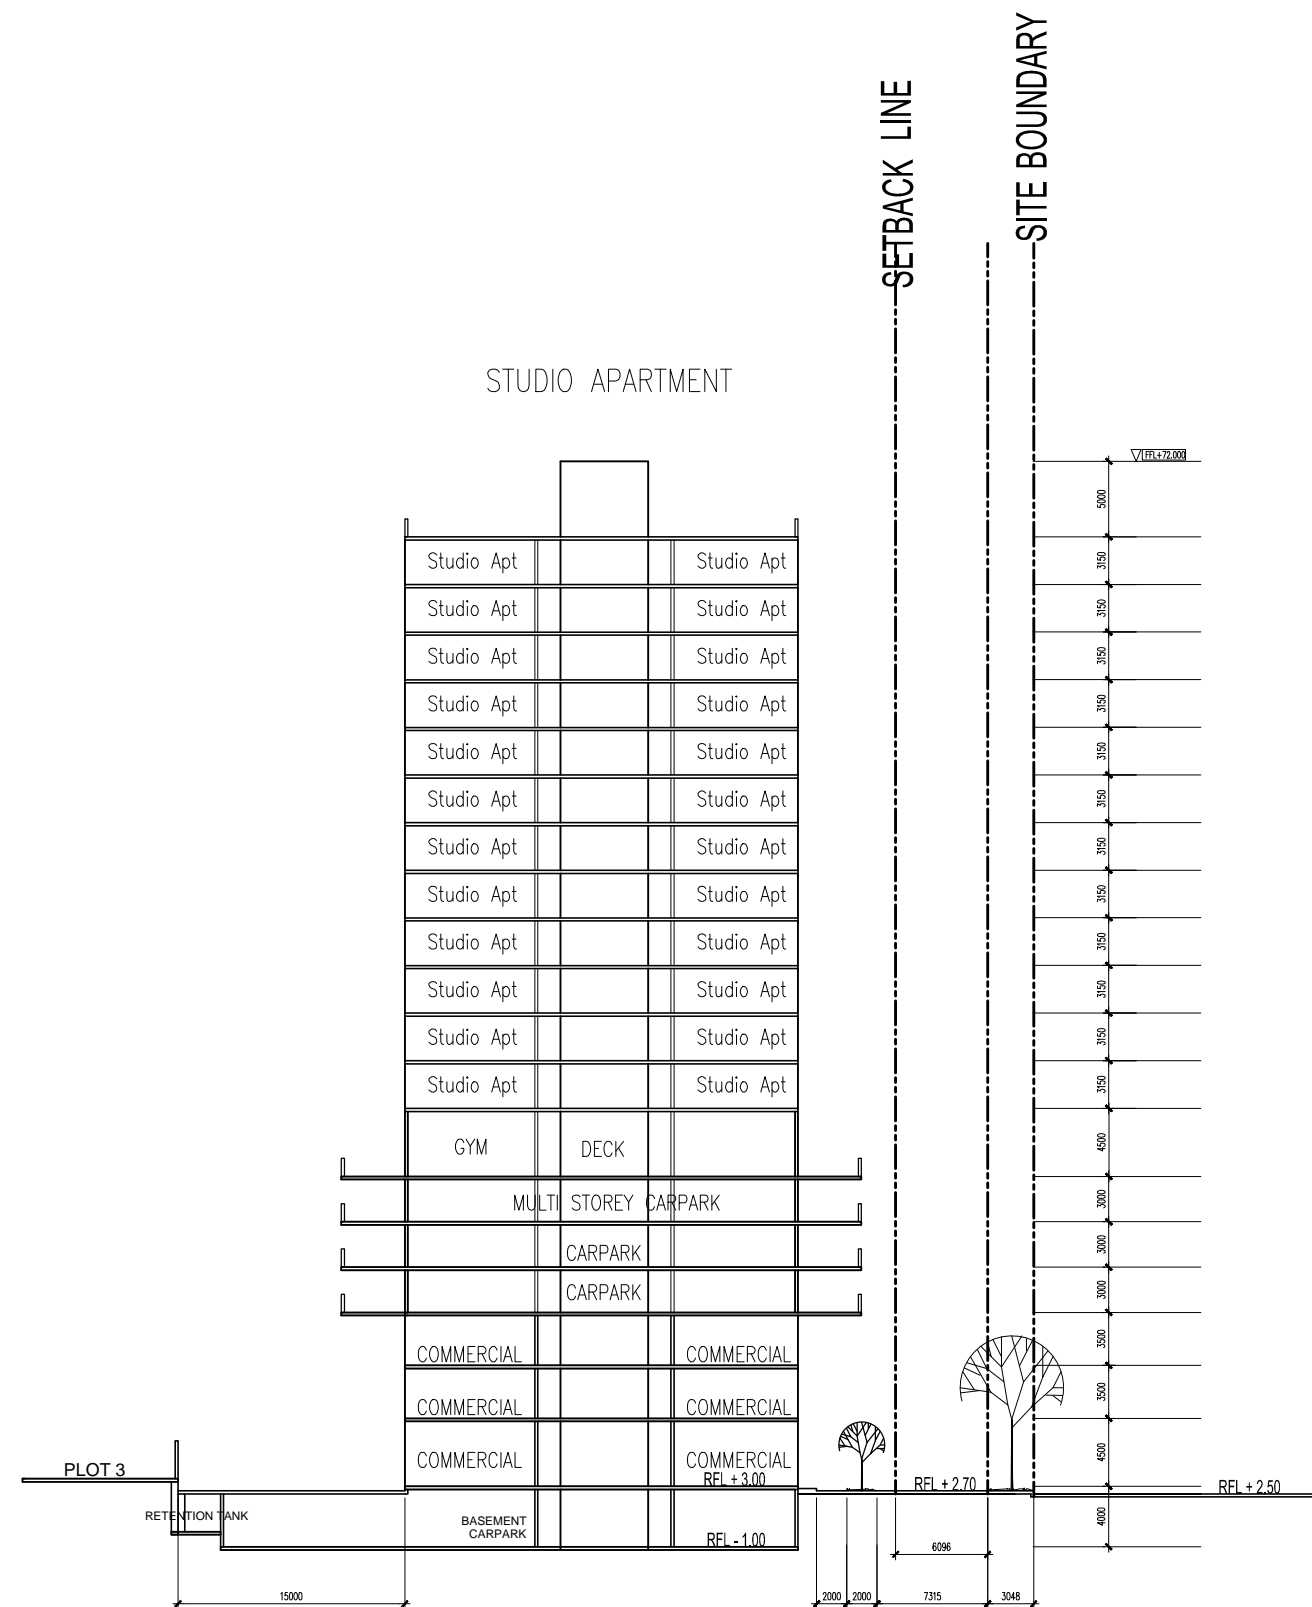 SITE BOUNDARY
SETBACK LINE
STUDIO APARTMENT
FFL+72.000
5000
Studio Apt Studio Apt 3150
Studio Apt Studio Apt 3150
Studio Apt Studio Apt 3150
Studio Apt Studio Apt 3150
Studio Apt Studio Apt 3150
Studio Apt Studio Apt 3150
Studio Apt Studio Apt 3150
Studio Apt Studio Apt 3150
Studio Apt Studio Apt 3150
Studio Apt Studio Apt 3150
Studio Apt Studio Apt 3150
Studio Apt Studio Apt 3150
GYM DECK 4500
MULTI STOREY CARPARK 3000
CARPARK 3000
CARPARK 3000
COMMERCIAL COMMERCIAL 3500
COMMERCIAL COMMERCIAL 3500
COMMERCIAL COMMERCIAL 4500
PLOT 3
RFL + 3.00
RFL + 2.70
RFL + 2.50
RETENTION TANK
BASEMENT
CARPARK
4000
RFL - 1.00
6096
15000 2000 2000 7315 3048